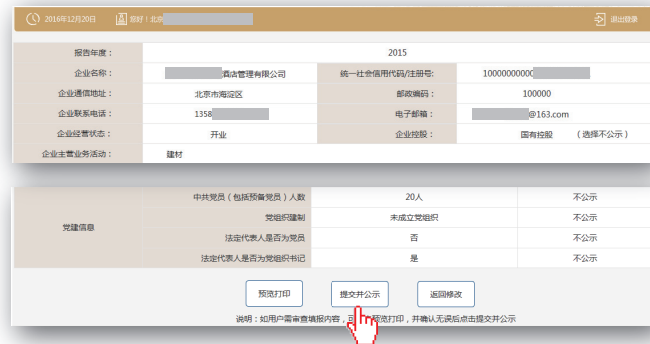 2016年12月20日 您好！北京 退出登录
报告年度： 2015
企业名称： 酒店管理有限公司 统一社会信用代码/注册号： 10000000000
企业通信地址： 北京市海淀区 邮政编码： 100000
企业联系电话： 1358 电子邮箱： @163.com
企业经营状态： 开业 企业控股： 国有控股 （选择不公示）
企业主营业务活动： 建材
中共党员（包括预备党员）人数 20人 不公示
党组织建制 未成立党组织 不公示
党建信息
法定代表人是否为党员 否 不公示
法定代表人是否为党组织书记 是 不公示
预览打印 提交并公示 返回修改
说明：如用户需审查填报内容，可 预览打印，并确认无误后点击提交并公示